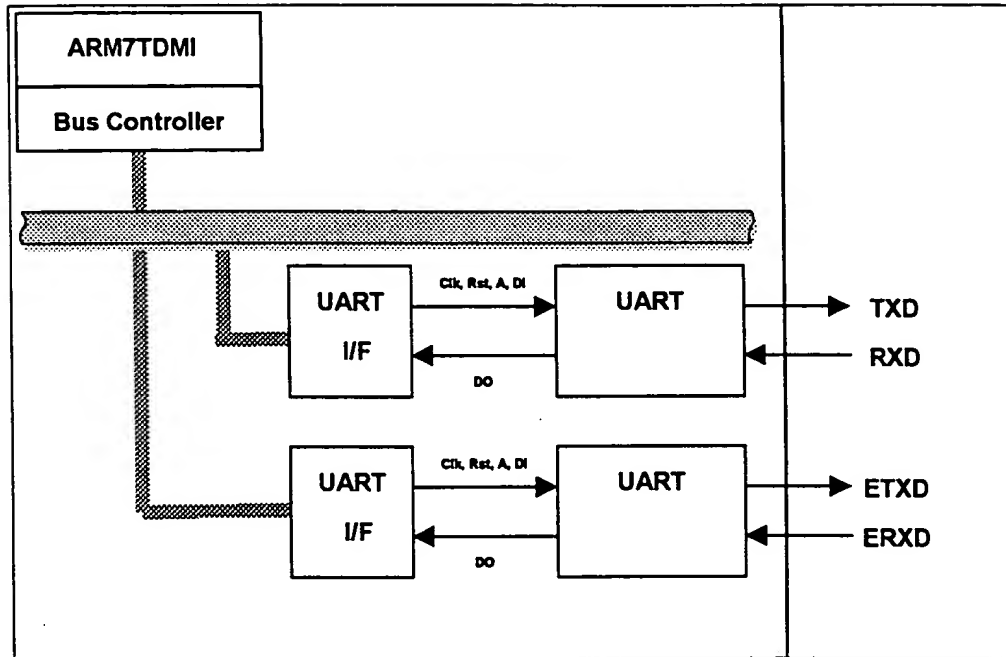 ARM7TDMI
Bus Controller
UART
I/F
Clk, Rst, A, DI
DO
UART
TXD
RXD
UART
I/F
Clk, Rst, A, DI
DO
UART
ETXD
ERXD